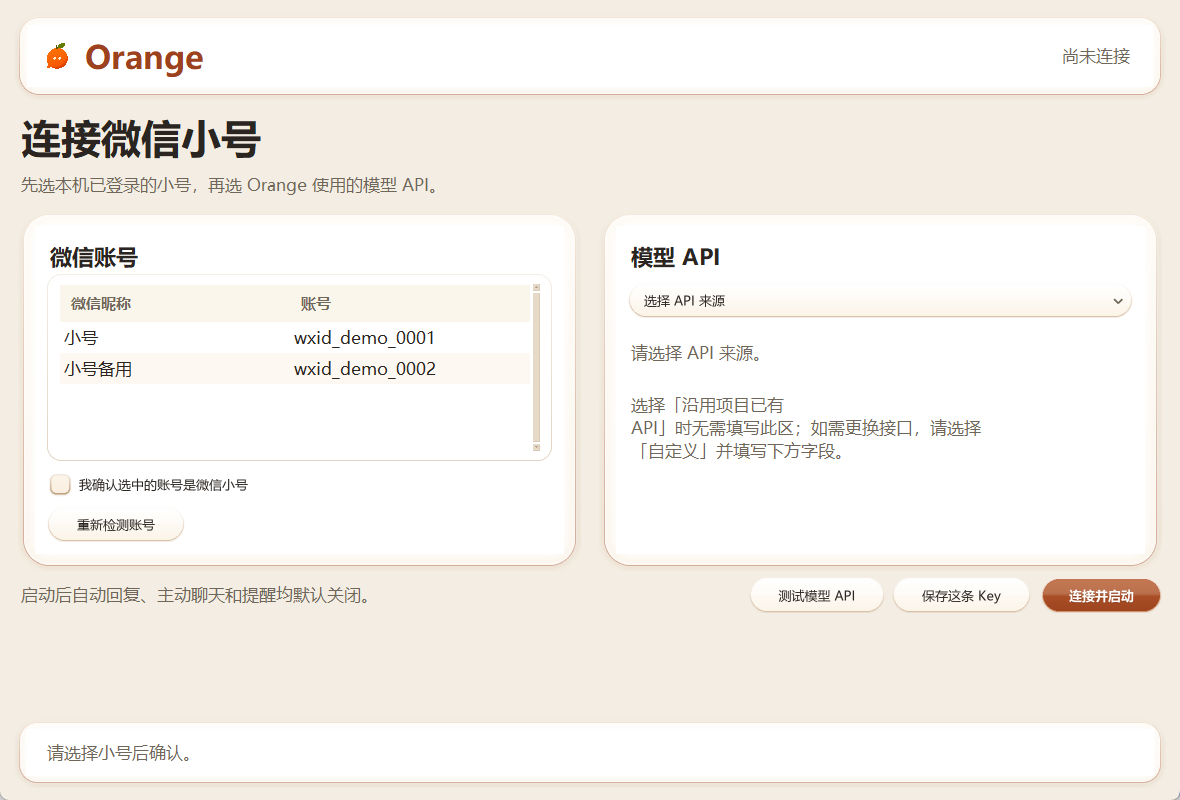 Orange
尚未连接
连接微信小号
先选本机已登录的小号，再选 Orange 使用的模型 API。
微信账号
微信昵称 账号
小号 wxid_demo_0001
小号备用 wxid_demo_0002
我确认选中的账号是微信小号
重新检测账号
模型 API
选择 API 来源
请选择 API 来源。
选择「沿用项目已有
API」时无需填写此区；如需更换接口，请选择
「自定义」并填写下方字段。
启动后自动回复、主动聊天和提醒均默认关闭。
测试模型 API
保存这条 Key
连接并启动
请选择小号后确认。